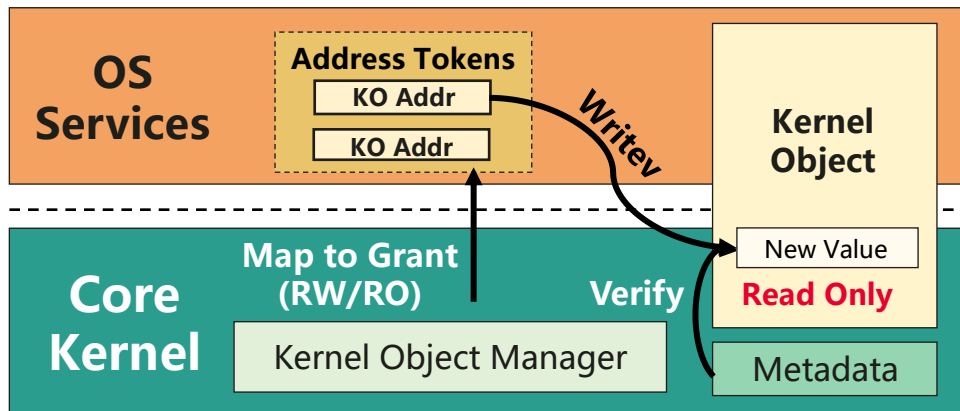 OS
Services
Address Tokens
KO Addr
KO Addr
Writev
Kernel
Object
New Value
Read Only
Core
Kernel
Map to Grant
(RW/RO)
Verify
Kernel Object Manager
Metadata